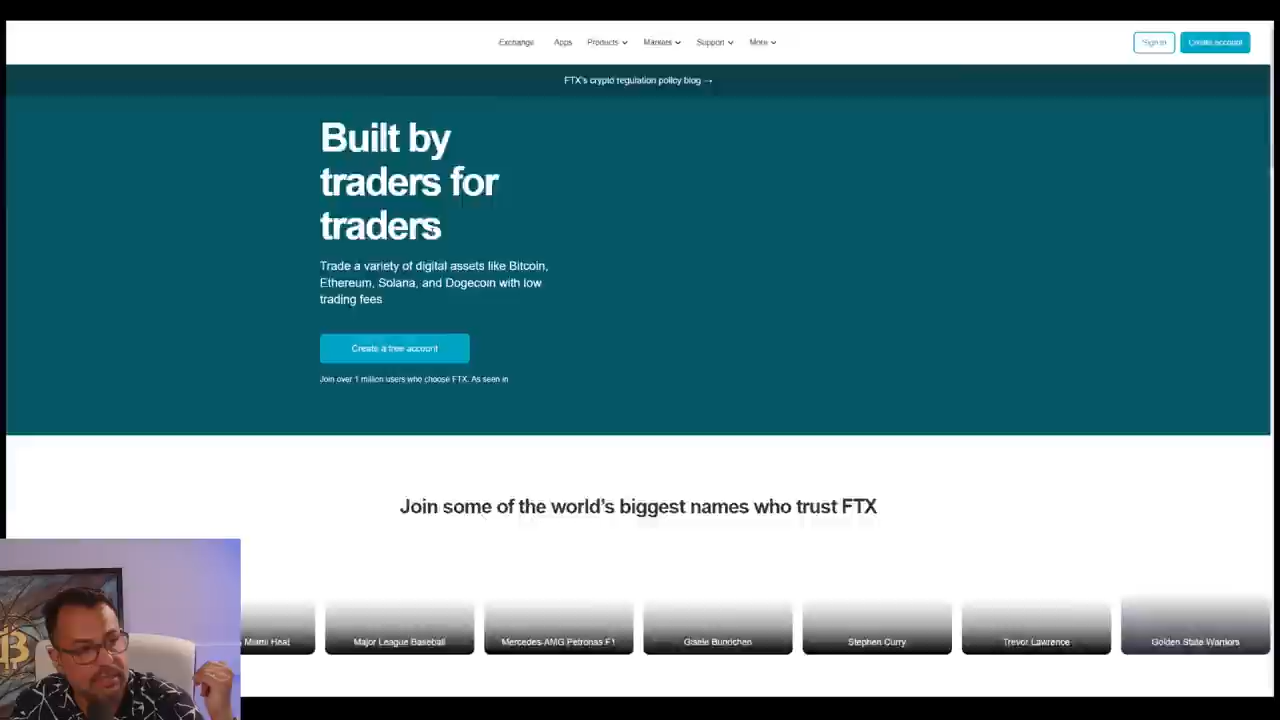 Exchange Apps Products Markets Support More Sign in Create account
FTX's crypto regulation policy blog →
Built by
traders for
traders
Trade a variety of digital assets like Bitcoin,
Ethereum, Solana, and Dogecoin with low
trading fees
Create a free account
Join over 1 million users who choose FTX. As seen in
Join some of the world's biggest names who trust FTX
Miami Heat Major League Baseball Mercedes-AMG Petronas F1 Gisele Bündchen Stephen Curry Trevor Lawrence Golden State Warriors